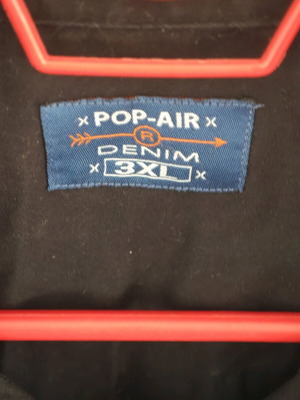 x POP-AIR x
R
DENIM
x 3XL x